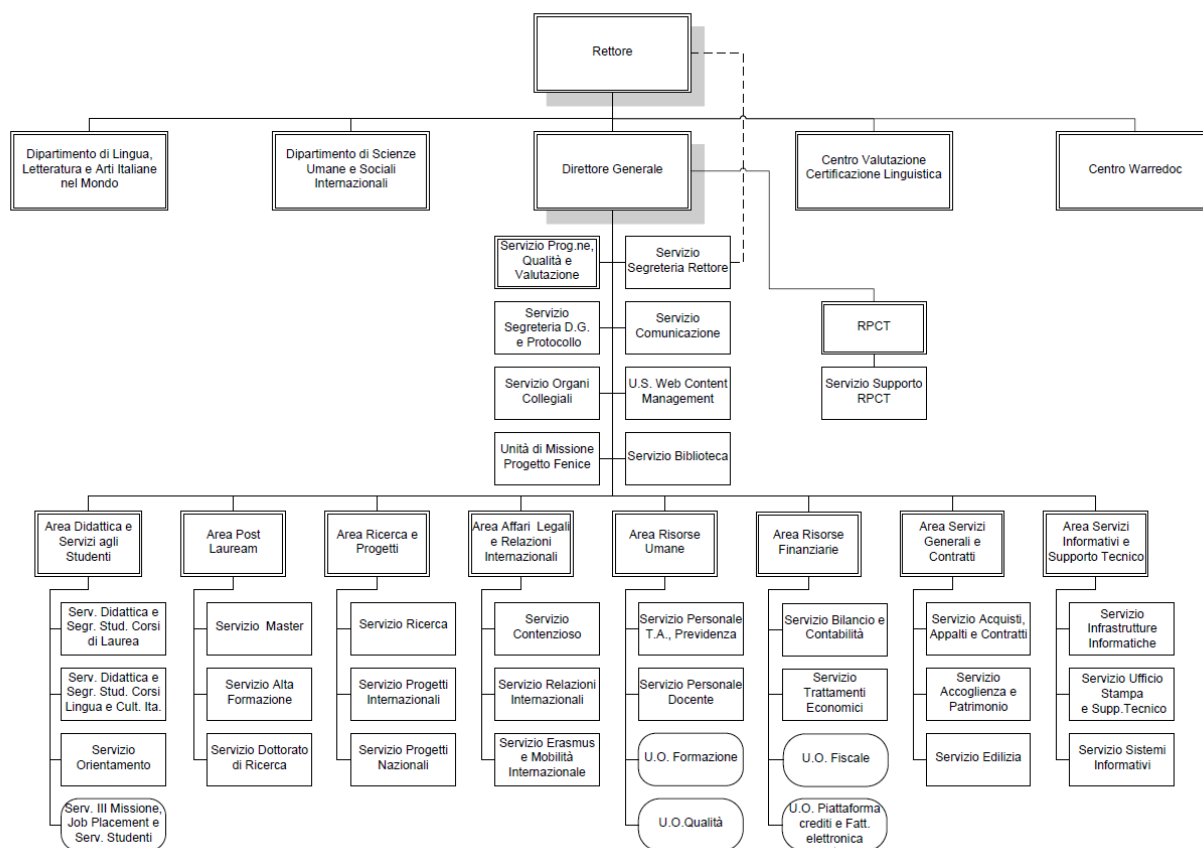 Rettore
Dipartimento di Lingua,
Letteratura e Arti Italiane
nel Mondo
Dipartimento di Scienze
Umane e Sociali
Internazionali
Direttore Generale
Centro Valutazione
Certificazione Linguistica
Centro Warredoc
Servizio Prog.ne,
Qualità e
Valutazione
Servizio
Segreteria Rettore
Servizio
Segreteria D.G.
e Protocollo
Servizio
Comunicazione
RPCT
Servizio Organi
Collegiali
U.S. Web Content
Management
Servizio Supporto
RPCT
Unità di Missione
Progetto Fenice
Servizio Biblioteca
Area Didattica e
Servizi agli
Studenti
Area Post
Lauream
Area Ricerca e
Progetti
Area Affari Legali
e Relazioni
Internazionali
Area Risorse
Umane
Area Risorse
Finanziarie
Area Servizi
Generali e
Contratti
Area Servizi
Informativi e
Supporto Tecnico
Serv. Didattica e
Segr. Stud. Corsi
di Laurea
Servizio Master
Servizio Ricerca
Servizio
Contenzioso
Servizio Personale
T.A., Previdenza
Servizio Bilancio e
Contabilità
Servizio Acquisti,
Appalti e Contratti
Servizio
Infrastrutture
Informatiche
Serv. Didattica e
Segr. Stud. Corsi
Lingua e Cult. Ita.
Servizio Alta
Formazione
Servizio Progetti
Internazionali
Servizio Relazioni
Internazionali
Servizio Personale
Docente
Servizio
Trattamenti
Economici
Servizio
Accoglienza e
Patrimonio
Servizio Ufficio
Stampa
e Supp.Tecnico
Servizio
Orientamento
Servizio Dottorato
di Ricerca
Servizio Progetti
Nazionali
Servizio Erasmus
e Mobilità
Internazionale
U.O. Formazione
U.O. Fiscale
Servizio Edilizia
Servizio Sistemi
Informativi
Serv. III Missione,
Job Placement e
Serv. Studenti
U.O.Qualità
U.O. Piattaforma
crediti e Fatt.
elettronica